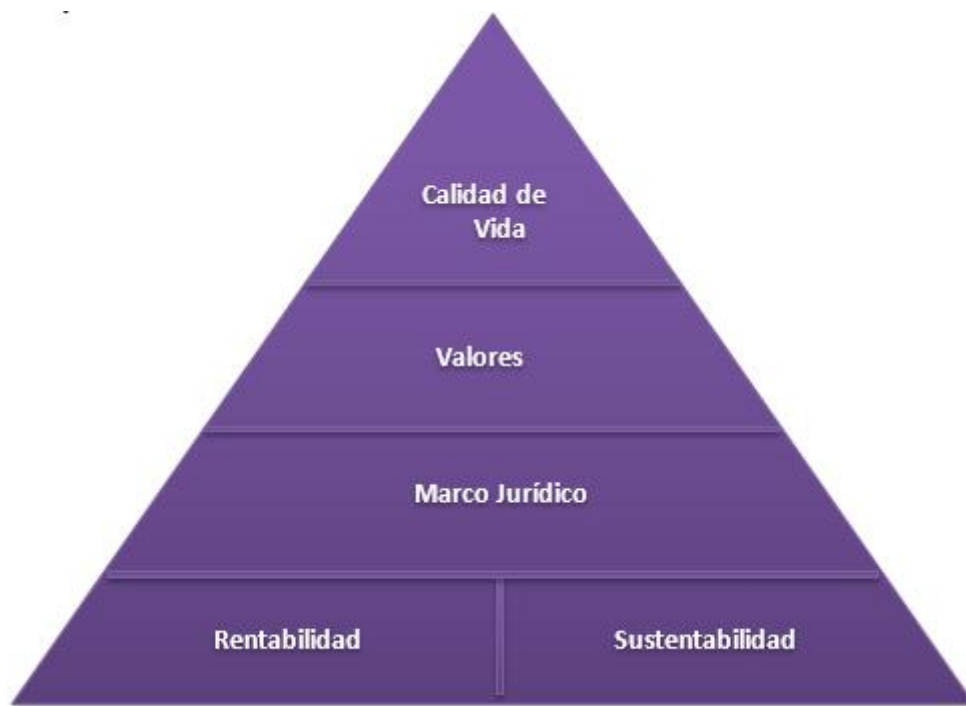 Calidad de
Vida
Valores
Marco Jurídico
Rentabilidad
Sustentabilidad